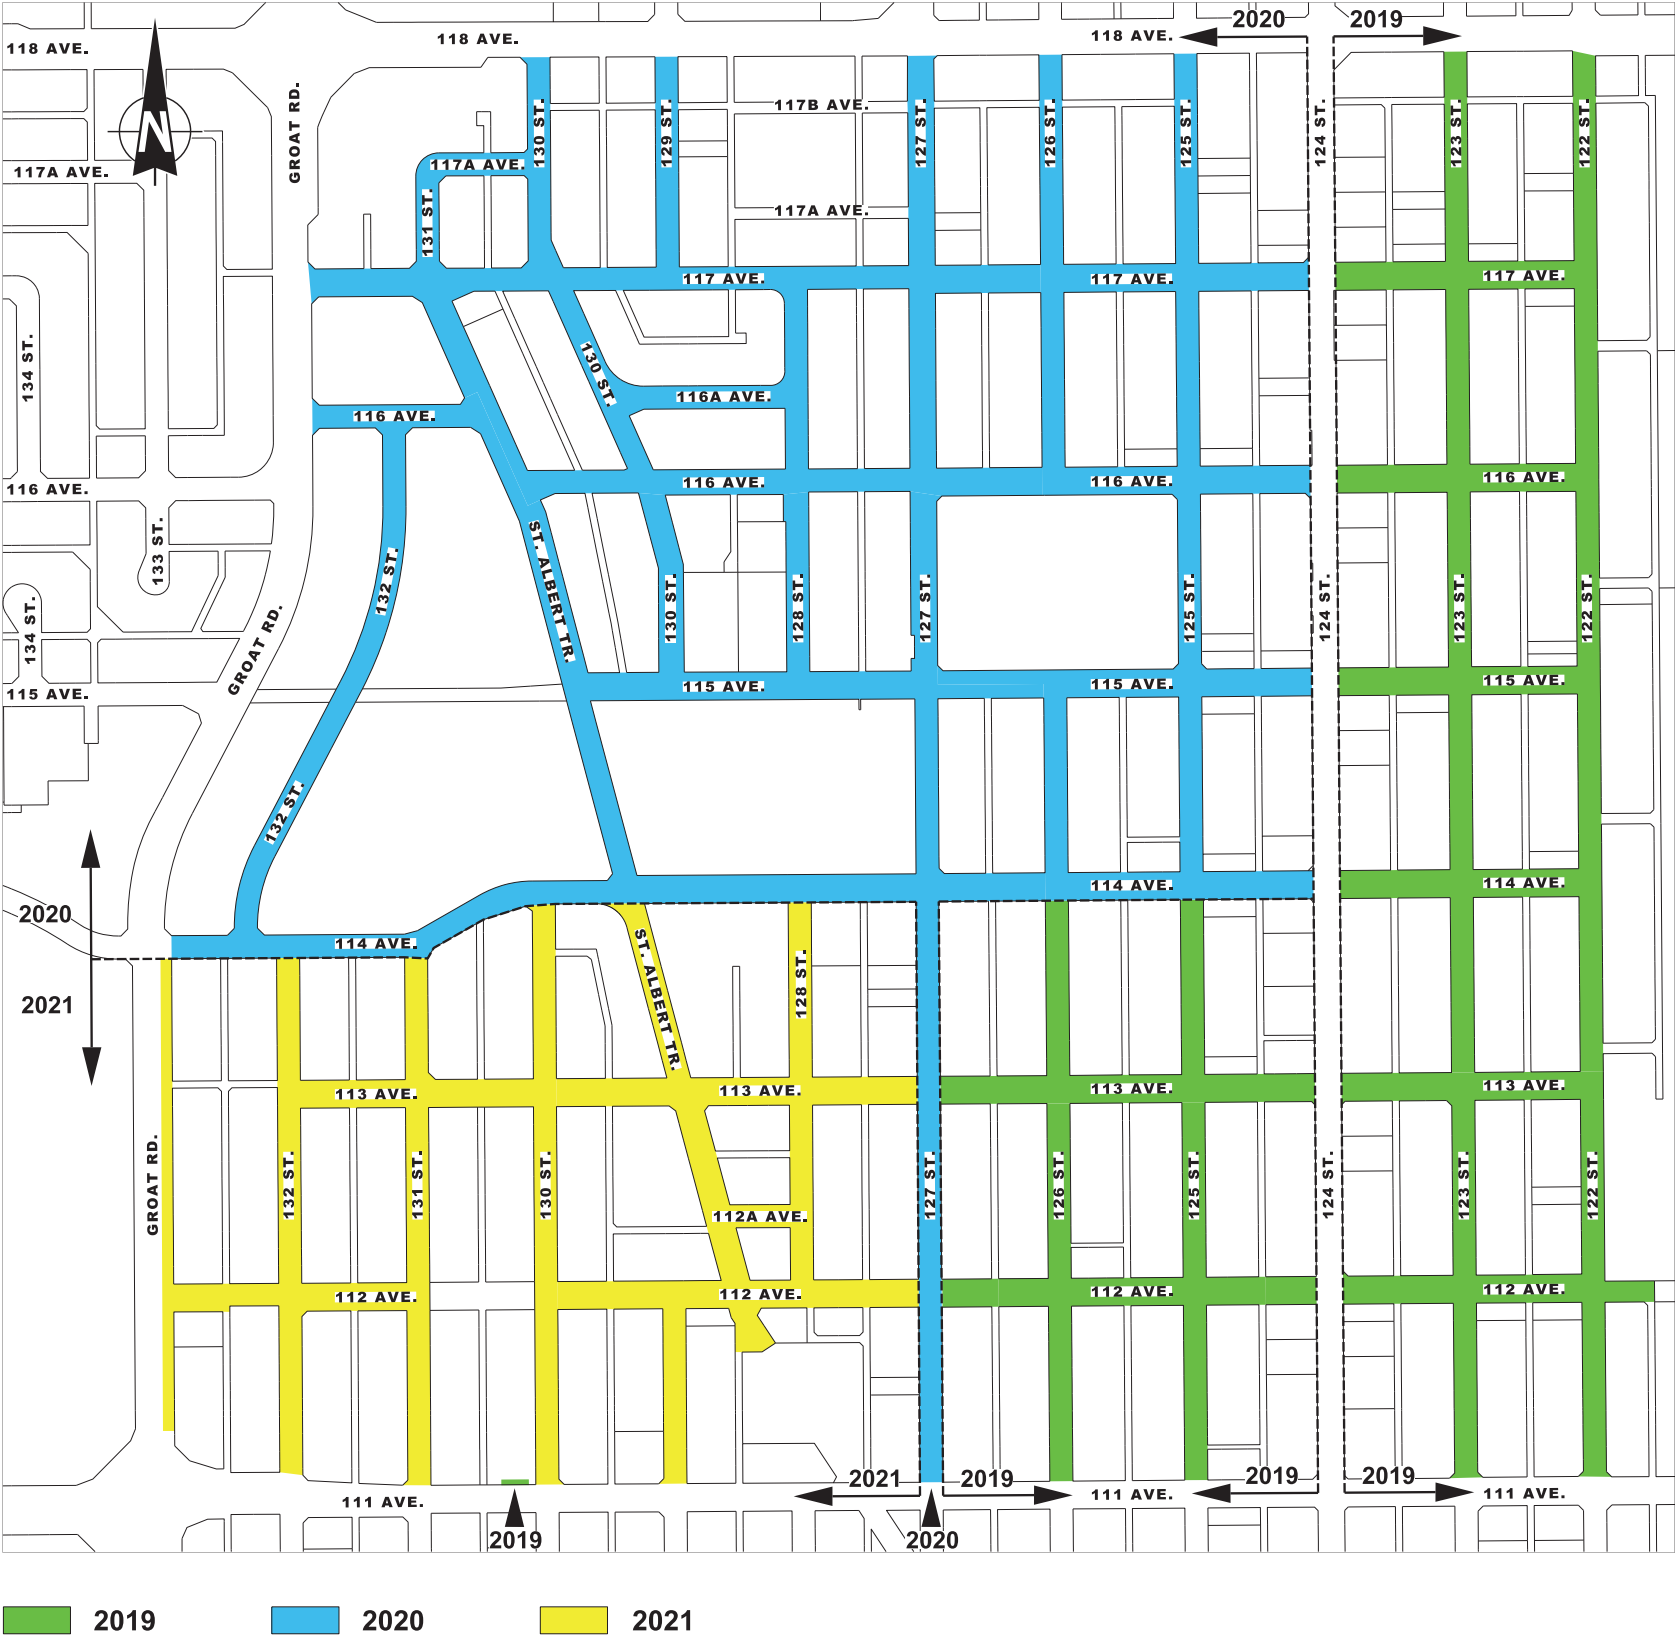 2020
2019
118 AVE.
118 AVE.
118 AVE.
GROAT RD.
N
117B AVE.
130 ST.
129 ST.
127 ST.
126 ST.
125 ST.
124 ST.
123 ST.
122 ST.
117A AVE.
117A AVE.
117A AVE.
131 ST.
117 AVE.
117 AVE.
117 AVE.
134 ST.
130 ST.
116A AVE.
116 AVE.
116 AVE.
116 AVE.
116 AVE.
116 AVE.
133 ST.
132 ST.
ST. ALBERT TR.
134 ST.
GROAT RD.
130 ST.
128 ST.
127 ST.
125 ST.
124 ST.
123 ST.
122 ST.
115 AVE.
115 AVE.
115 AVE.
115 AVE.
132 ST.
114 AVE.
114 AVE.
2020
114 AVE.
2021
ST. ALBERT TR.
128 ST.
113 AVE.
113 AVE.
113 AVE.
113 AVE.
GROAT RD.
132 ST.
131 ST.
130 ST.
127 ST.
126 ST.
125 ST.
124 ST.
123 ST.
122 ST.
112A AVE.
112 AVE.
112 AVE.
112 AVE.
112 AVE.
2021
2019
2019
2019
111 AVE.
111 AVE.
111 AVE.
2019
2020
2019
2020
2021